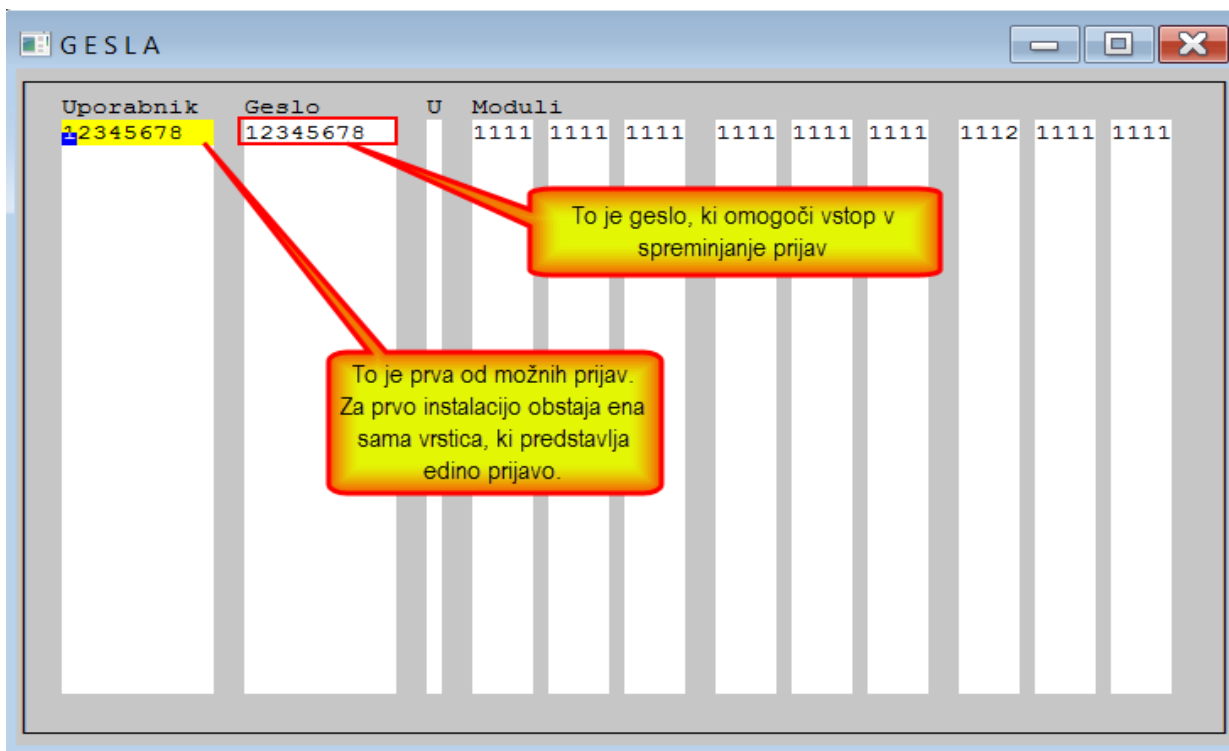 GESLA
Uporabnik Geslo U Moduli
12345678 12345678 1111 1111 1111 1111 1111 1111 1112 1111 1111
To je geslo, ki omogoči vstop v
spreminjanje prijav
To je prva od možnih prijav.
Za prvo instalacijo obstaja ena
sama vrstica, ki predstavlja
edino prijavo.